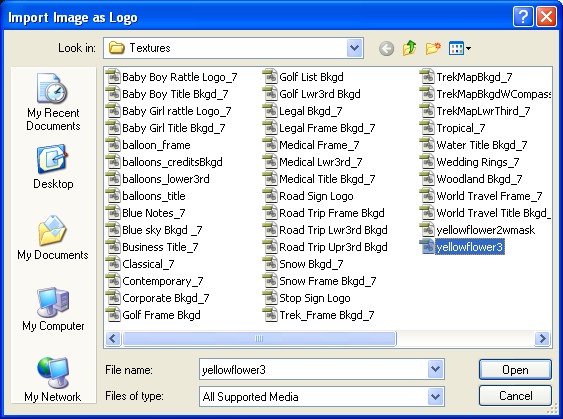 Import Image as Logo
Look in:
Textures
My Recent
Documents
Desktop
My Documents
My Computer
My Network
Baby Boy Rattle Logo_7
Baby Boy Title Bkgd_7
Baby Girl rattle Logo_7
Baby Girl Title Bkgd_7
balloon_frame
balloons_creditsBkgd
balloons_lower3rd
balloons_title
Blue Notes_7
Blue sky Bkgd _7
Business Title_7
Classical_7
Contemporary_7
Corporate Bkgd_7
Golf Frame Bkgd
Golf List Bkgd
Golf Lwr3rd Bkgd
Legal Bkgd_7
Legal Frame Bkgd_7
Medical Frame_7
Medical Lwr3rd_7
Medical Title Bkgd_7
Road Sign Logo
Road Trip Frame Bkgd
Road Trip Lwr3rd Bkgd
Road Trip Upr3rd Bkgd
Snow Bkgd_7
Snow Frame Bkgd_7
Stop Sign Logo
Trek_Frame Bkgd_7
TrekMapBkgd_7
TrekMapBkgdWCompass
TrekMapLwrThird_7
Tropical_7
Water Title Bkgd_7
Wedding Rings_7
Woodland Bkgd_7
World Travel Frame_7
World Travel Title Bkgd_
yellowflower2wmask
yellowflower3
File name:
yellowflower3
Open
Files of type:
All Supported Media
Cancel